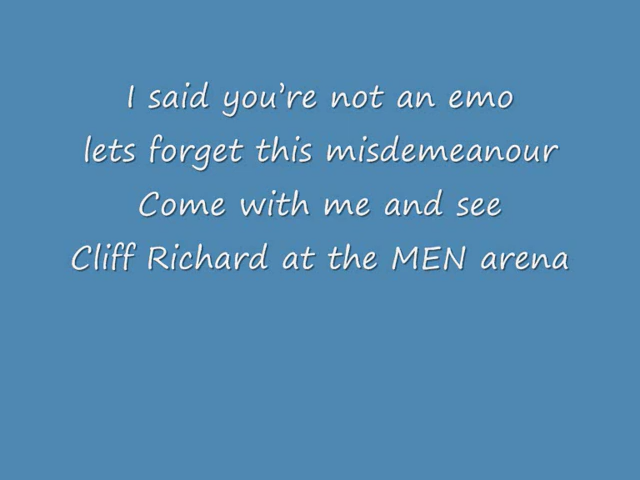 I said you're not an emo
lets forget this misdemeanour
Come with me and see
Cliff Richard at the MEN arena